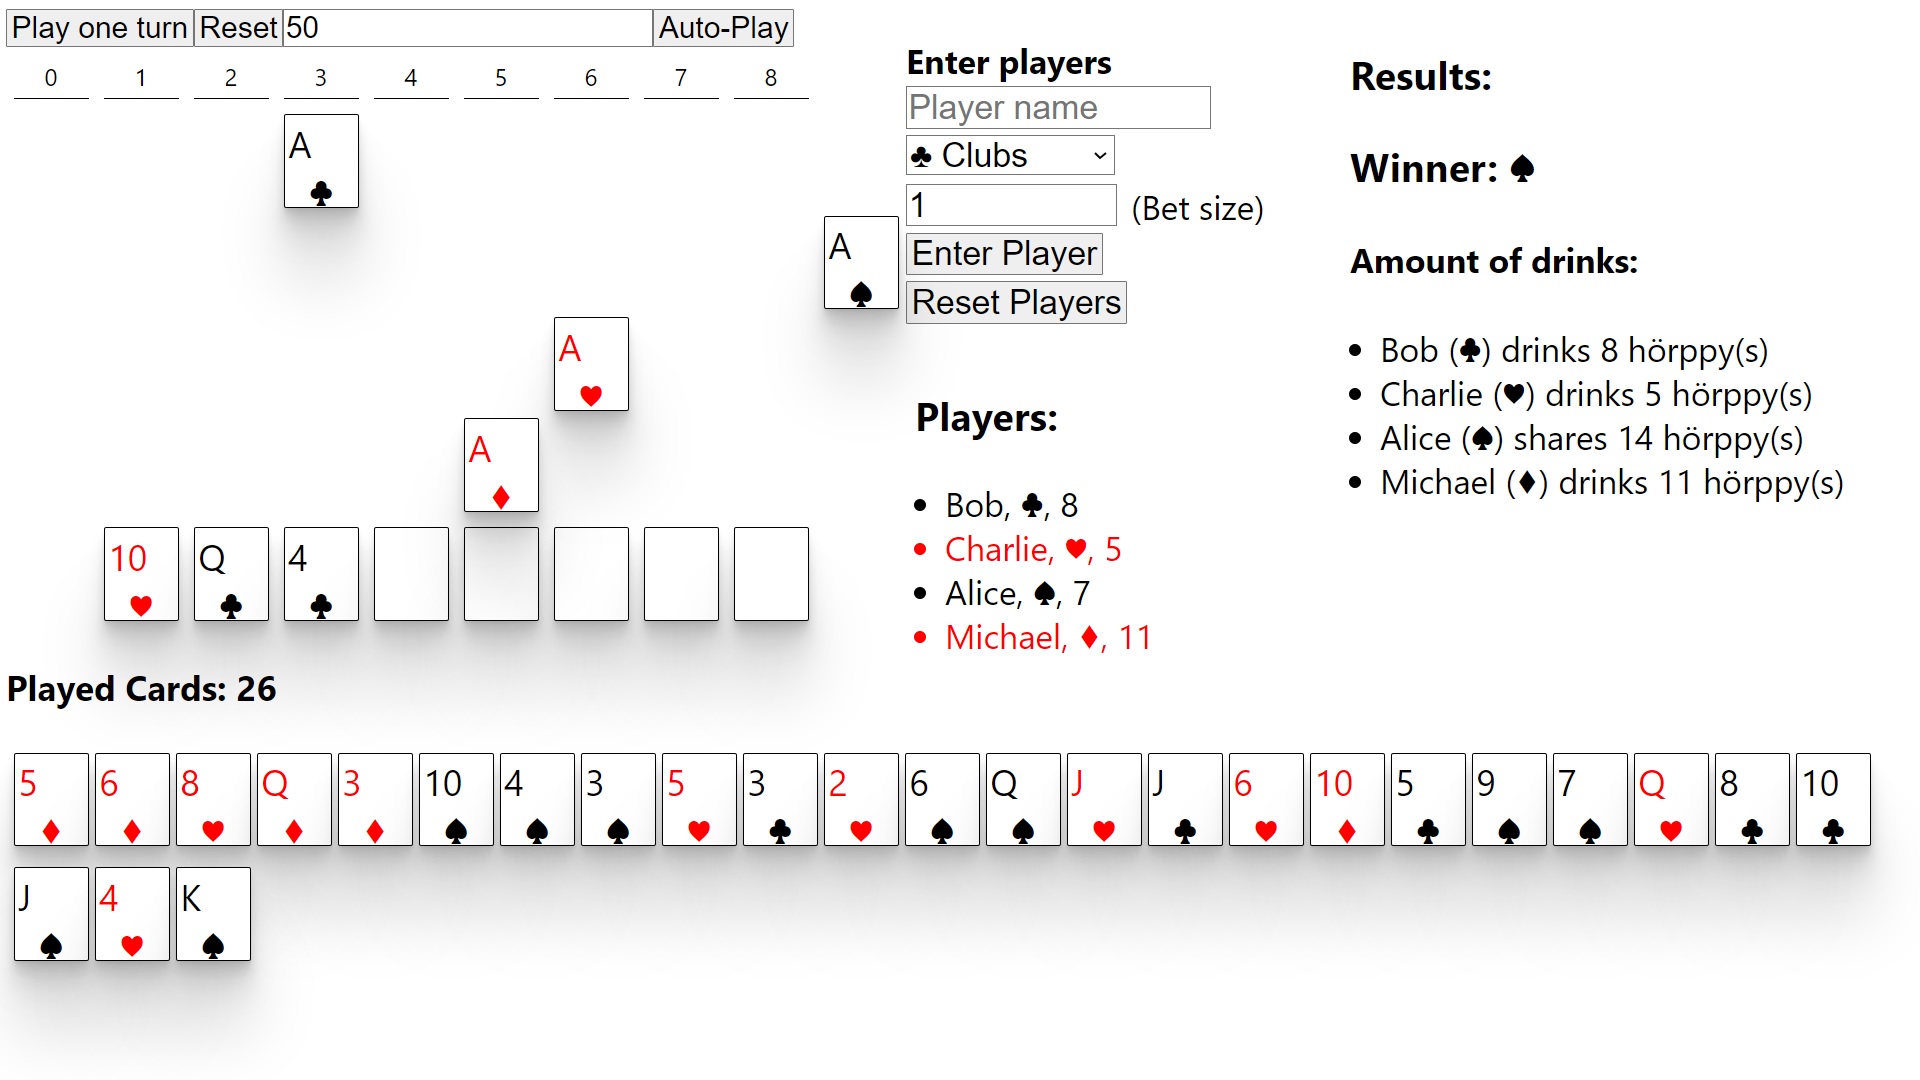 Play one turn Reset 50 Auto-Play
0 1 2 3 4 5 6 7 8
A
♣
A
♠
A
♥
A
♦
10 Q 4
♥ ♣ ♣
Enter players
Player name
♣ Clubs
1 (Bet size)
Enter Player
Reset Players
Players:
Bob, ♣, 8
Charlie, ♥, 5
Alice, ♠, 7
Michael, ♦, 11
Results:
Winner: ♠
Amount of drinks:
Bob (♣) drinks 8 hörppy(s)
Charlie (♥) drinks 5 hörppy(s)
Alice (♠) shares 14 hörppy(s)
Michael (♦) drinks 11 hörppy(s)
Played Cards: 26
5 6 8 Q 3 10 4 3 5 3 2 6 Q J J 6 10 5 9 7 Q 8 10
♦ ♦ ♥ ♦ ♦ ♠ ♠ ♠ ♥ ♣ ♥ ♠ ♠ ♥ ♣ ♥ ♦ ♣ ♠ ♠ ♥ ♣ ♣
J 4 K
♠ ♥ ♠